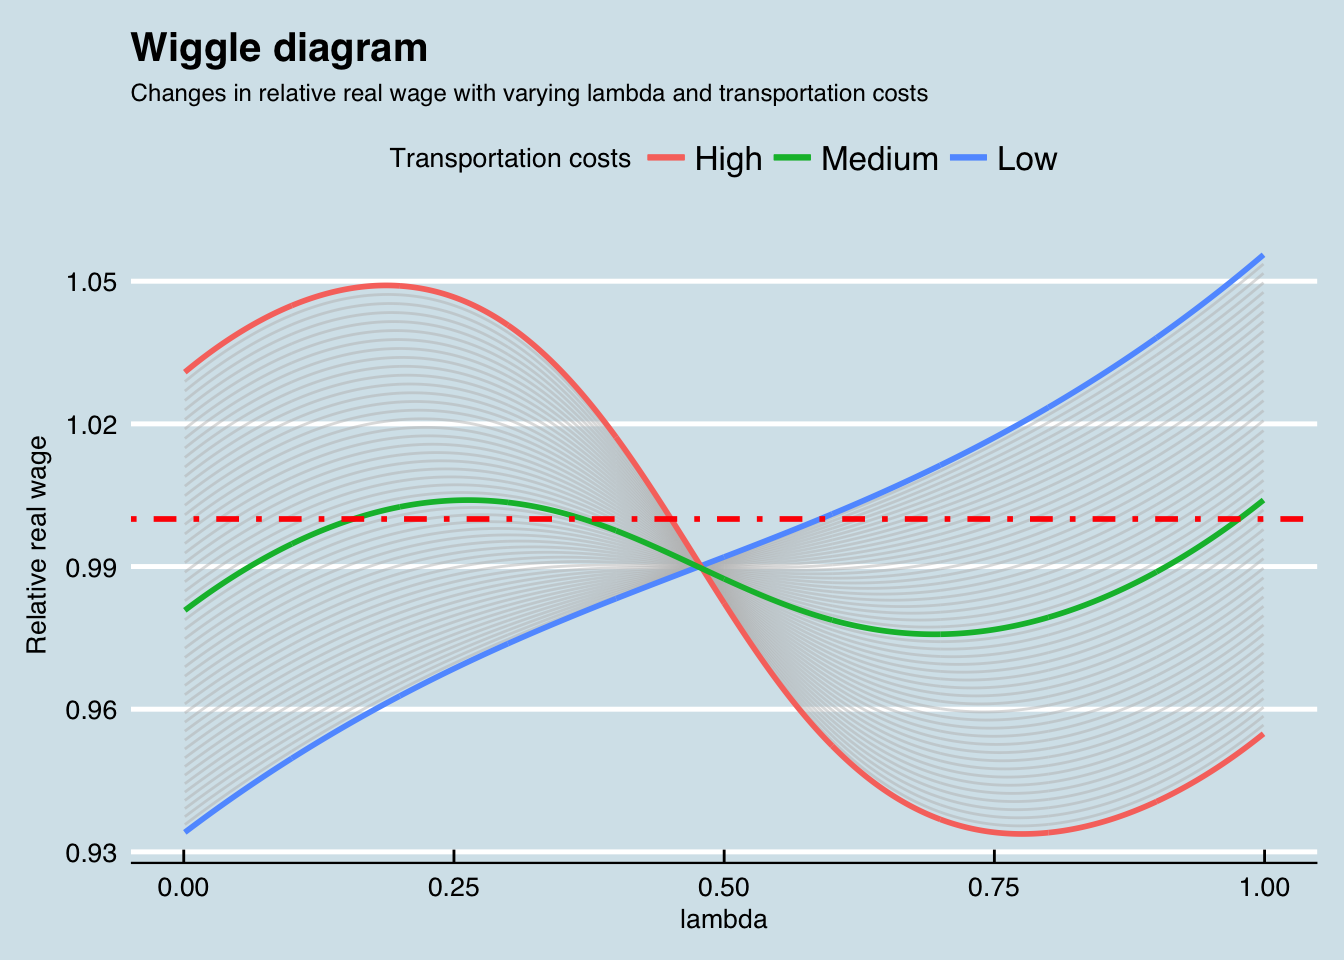 Wiggle diagram
Changes in relative real wage with varying lambda and transportation costs
Transportation costs High Medium Low
1.05
1.02
0.99
0.96
0.93
Relative real wage
0.00 0.25 0.50 0.75 1.00
lambda